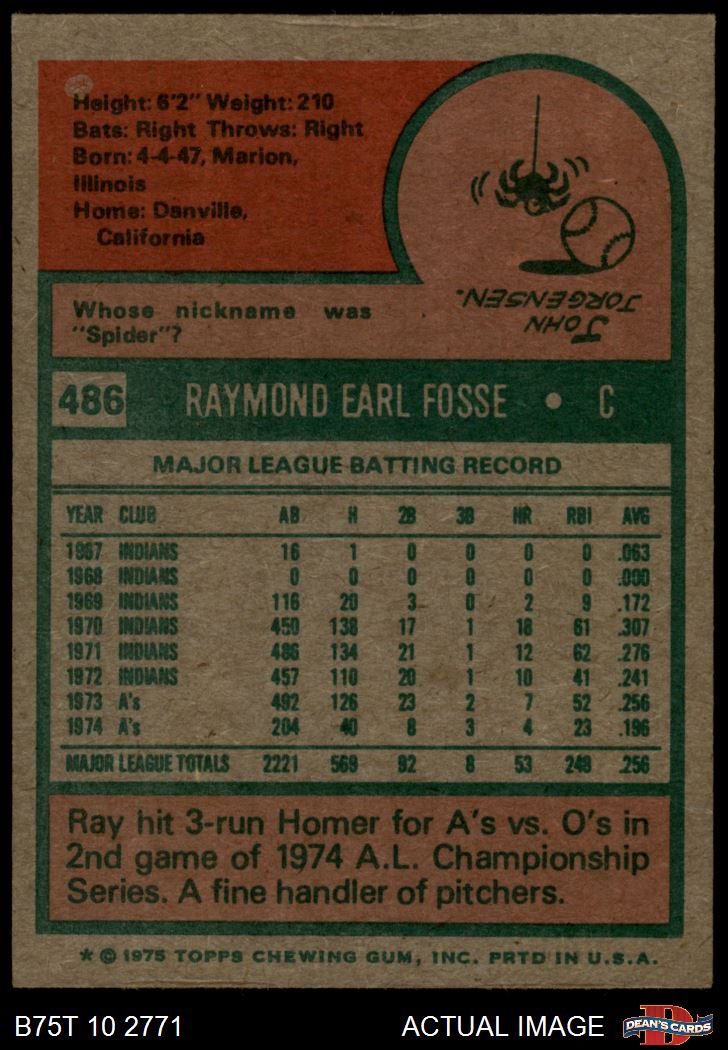 Height: 6'2" Weight: 210
Bats: Right Throws: Right
Born: 4-4-47, Marion,
Illinois
Home: Danville,
California
Whose nickname was
"Spider"?
JOHN
JORGENSEN.
486 RAYMOND EARL FOSSE • C
MAJOR LEAGUE BATTING RECORD
YEAR CLUB AB H 2B 3B HR RBI AVG
1967 INDIANS 16 1 0 0 0 0 .063
1968 INDIANS 0 0 0 0 0 0 .000
1969 INDIANS 116 20 3 0 2 9 .172
1970 INDIANS 450 138 17 1 18 61 .307
1971 INDIANS 486 134 21 1 12 62 .276
1972 INDIANS 457 110 20 1 10 41 .241
1973 A's 492 126 23 2 7 52 .256
1974 A's 204 40 8 3 4 23 .196
MAJOR LEAGUE TOTALS 2221 569 92 8 53 248 .256
Ray hit 3-run Homer for A's vs. O's in
2nd game of 1974 A.L. Championship
Series. A fine handler of pitchers.
* © 1975 TOPPS CHEWING GUM, INC. PRTD IN U.S.A.
B75T 10 2771 ACTUAL IMAGE D DEAN'S CARDS